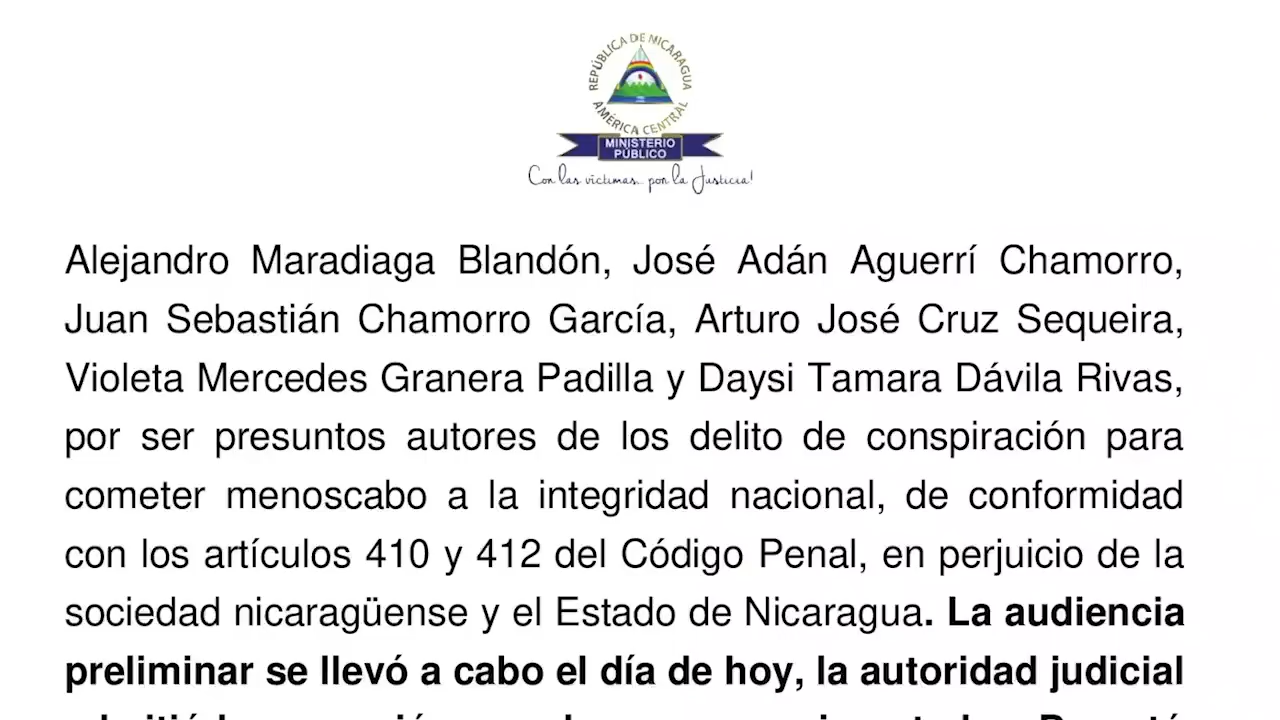 REPÚBLICA DE NICARAGUA
AMÉRICA CENTRAL
MINISTERIO
PÚBLICO
Con las víctimas... por la Justicia!
Alejandro Maradiaga Blandón, José Adán Aguerrí Chamorro,
Juan Sebastián Chamorro García, Arturo José Cruz Sequeira,
Violeta Mercedes Granera Padilla y Daysi Tamara Dávila Rivas,
por ser presuntos autores de los delito de conspiración para
cometer menoscabo a la integridad nacional, de conformidad
con los artículos 410 y 412 del Código Penal, en perjuicio de la
sociedad nicaragüense y el Estado de Nicaragua. La audiencia
preliminar se llevó a cabo el día de hoy, la autoridad judicial